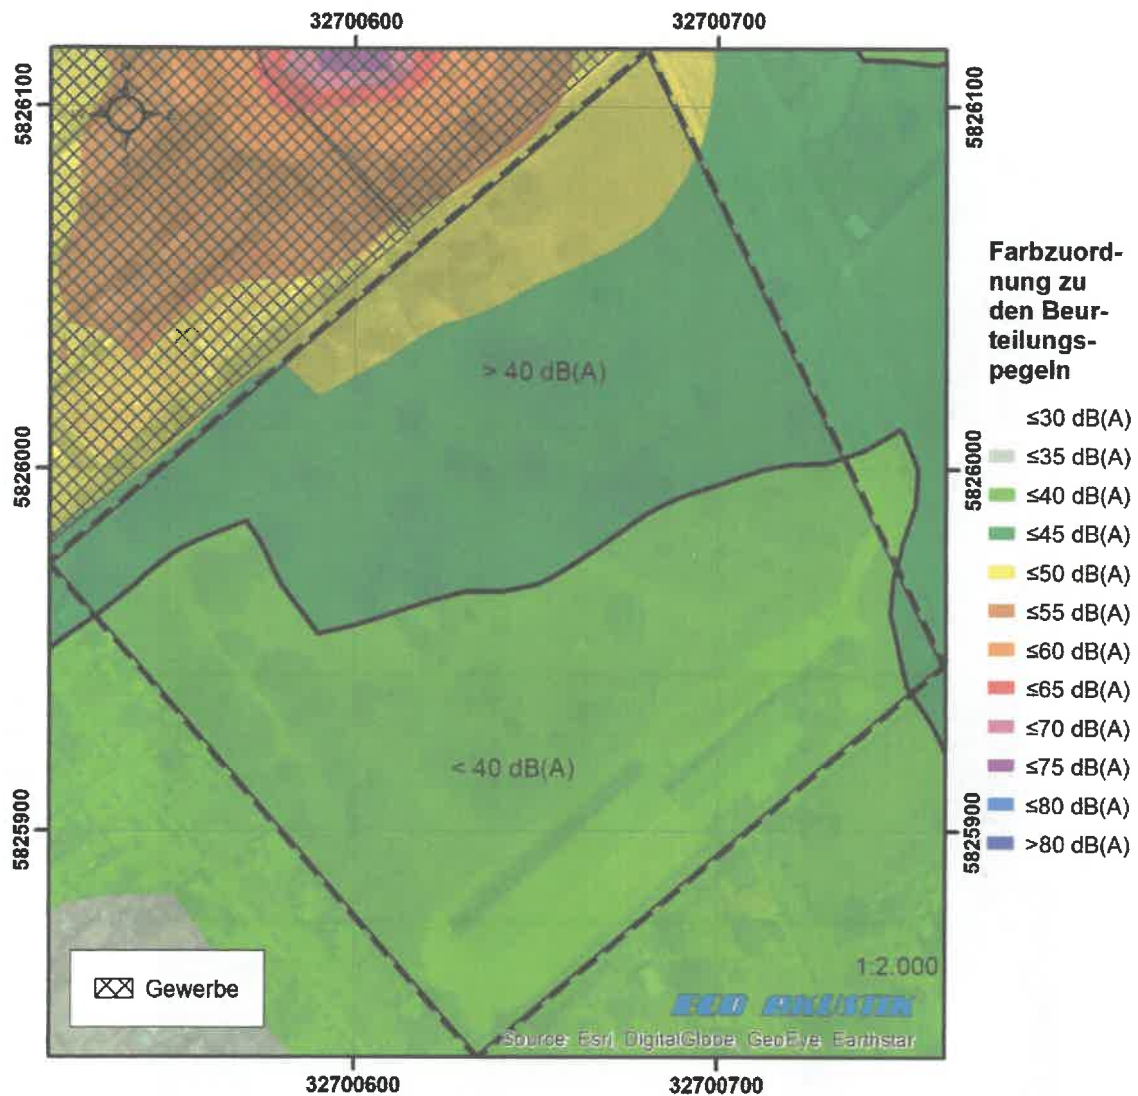 32700600 32700700
5826100
5826100
Farbzuord-
nung zu
den Beur-
teilungs-
pegeln
> 40 dB(A)
≤30 dB(A)
≤35 dB(A)
5826000
5826000
≤40 dB(A)
≤45 dB(A)
≤50 dB(A)
≤55 dB(A)
≤60 dB(A)
≤65 dB(A)
≤70 dB(A)
< 40 dB(A)
≤75 dB(A)
≤80 dB(A)
5825900
5825900
>80 dB(A)
1:2.000
Gewerbe
ECO AKUSTIK
Source: Esri, DigitalGlobe, GeoEye, Earthstar
32700600 32700700